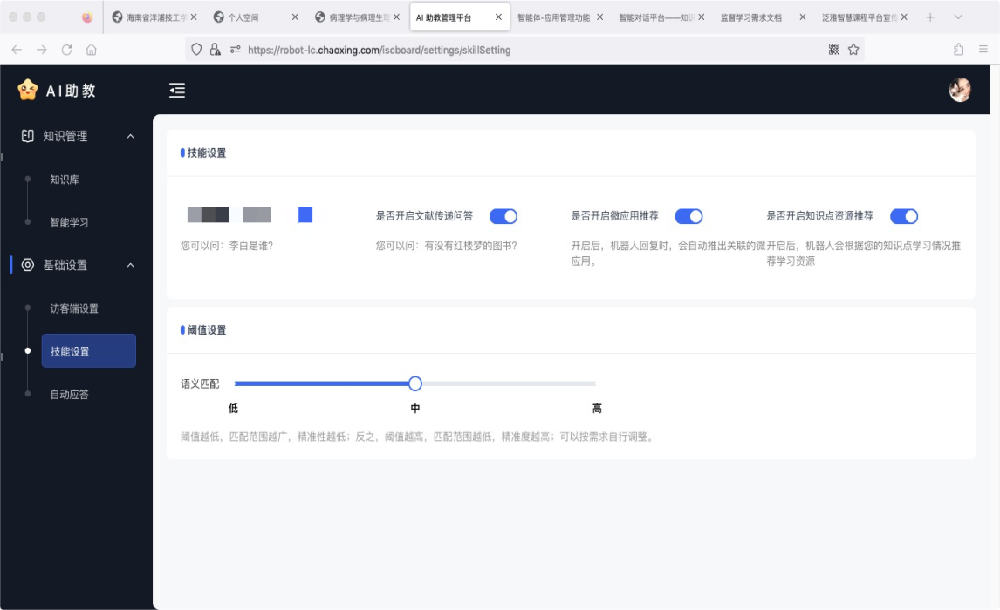 海南省洋浦技工学
个人空间
病理学与病理生理
AI 助教管理平台
智能体-应用管理功能
智能对话平台——知识
监督学习需求文档
泛雅智慧课程平台宣传
https://robot-lc.chaoxing.com/iscboard/settings/skillSetting
AI助教
知识管理
知识库
智能学习
基础设置
访客端设置
技能设置
自动应答
技能设置
您可以问：李白是谁?
是否开启文献传递问答
您可以问：有没有红楼梦的图书?
是否开启微应用推荐
开启后，机器人回复时，会自动推出关联的微
应用。
是否开启知识点资源推荐
开启后，机器人会根据您的知识点学习情况推
荐学习资源
阈值设置
语义匹配
低 中 高
阈值越低，匹配范围越广，精准性越低；反之，阈值越高，匹配范围越低，精准度越高；可以按需求自行调整。